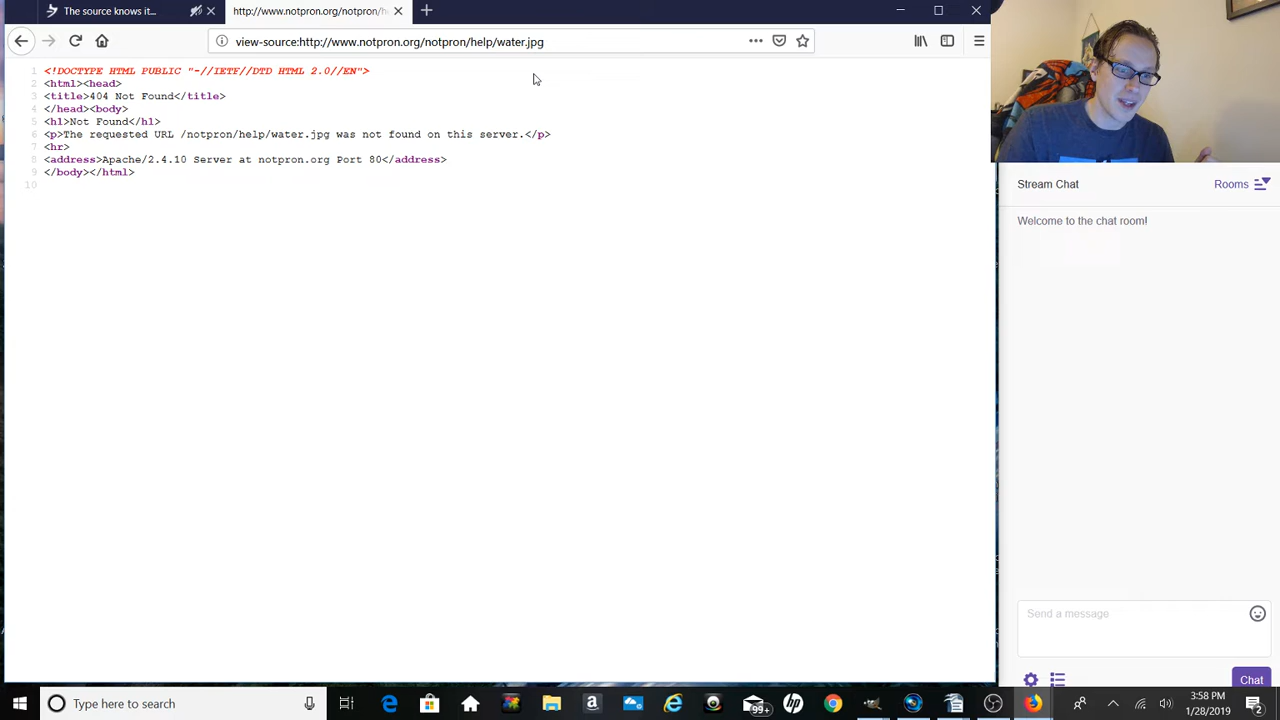 The source knows it...
http://www.notpron.org/notpron/he
view-source:http://www.notpron.org/notpron/help/water.jpg
1 <!DOCTYPE HTML PUBLIC "-//IETF//DTD HTML 2.0//EN">
2 <html><head>
3 <title>404 Not Found</title>
4 </head><body>
5 <h1>Not Found</h1>
6 <p>The requested URL /notpron/help/water.jpg was not found on this server.</p>
7 <hr>
8 <address>Apache/2.4.10 Server at notpron.org Port 80</address>
9 </body></html>
10
Stream Chat
Rooms
Welcome to the chat room!
Send a message
Chat
Type here to search
99+
hp
3:58 PM
1/28/2019
2